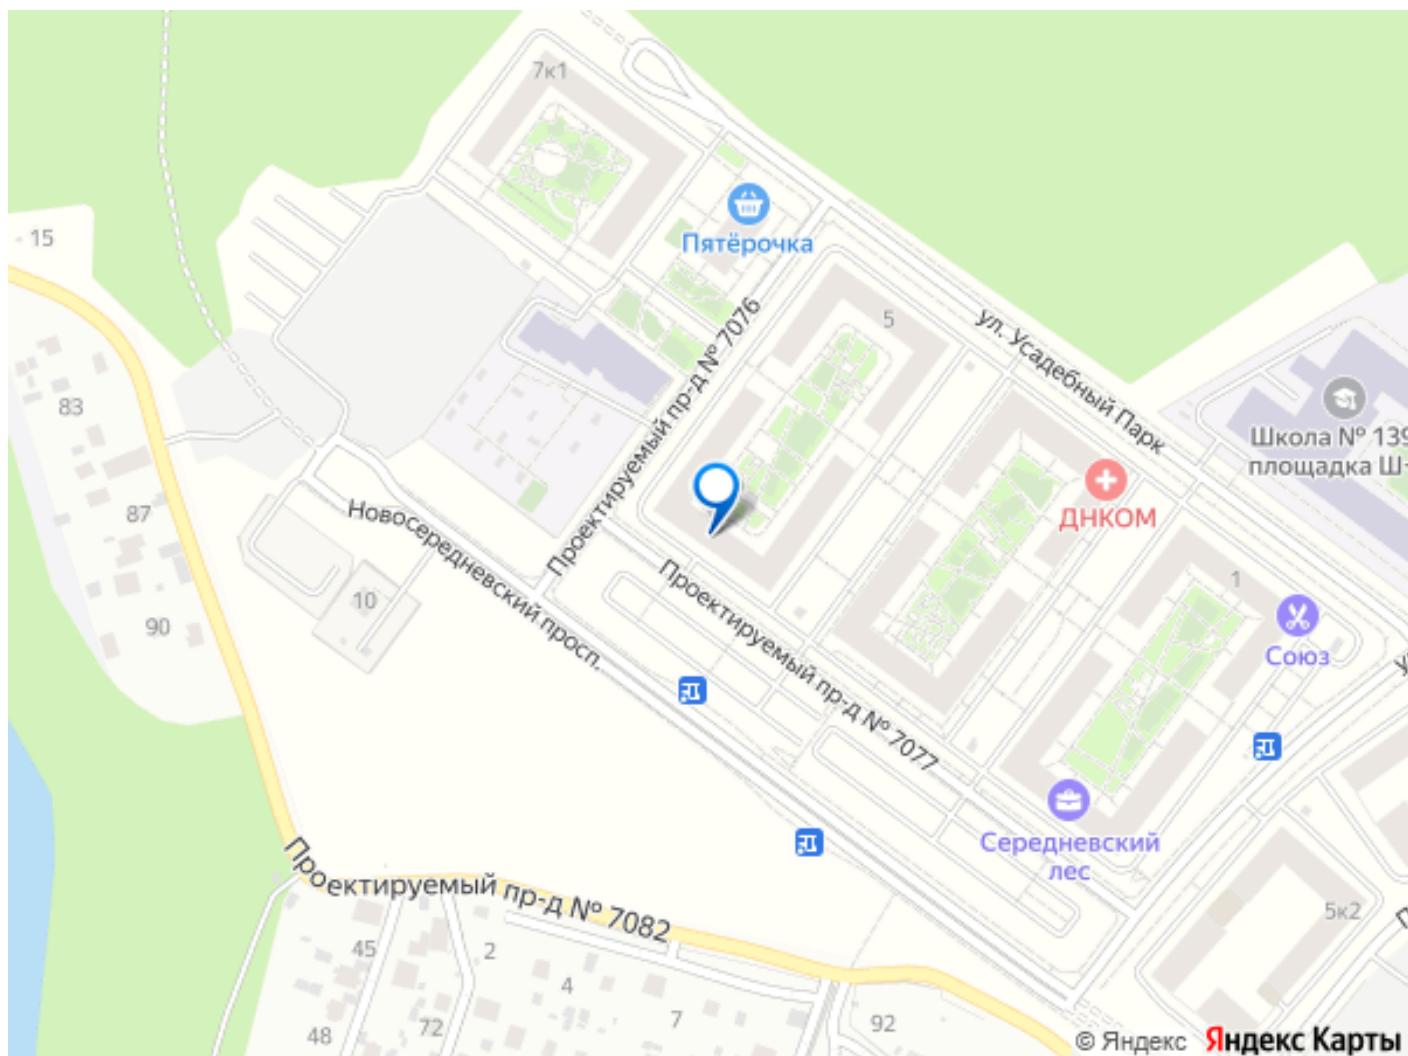 7к1
- 15
Пятёрочка
5
ул. Усадебный Парк
Проектируемый пр-д № 7076
83
Школа № 139
площадка Ш-
ДНКОМ
87
Новосередневский просп.
10
Проектируемый пр-д № 7077
1
90
Союз
Середневский
лес
Проектируемый пр-д № 7082
5к2
45
2
4
7
48
72
92
© Яндекс
Яндекс Карты